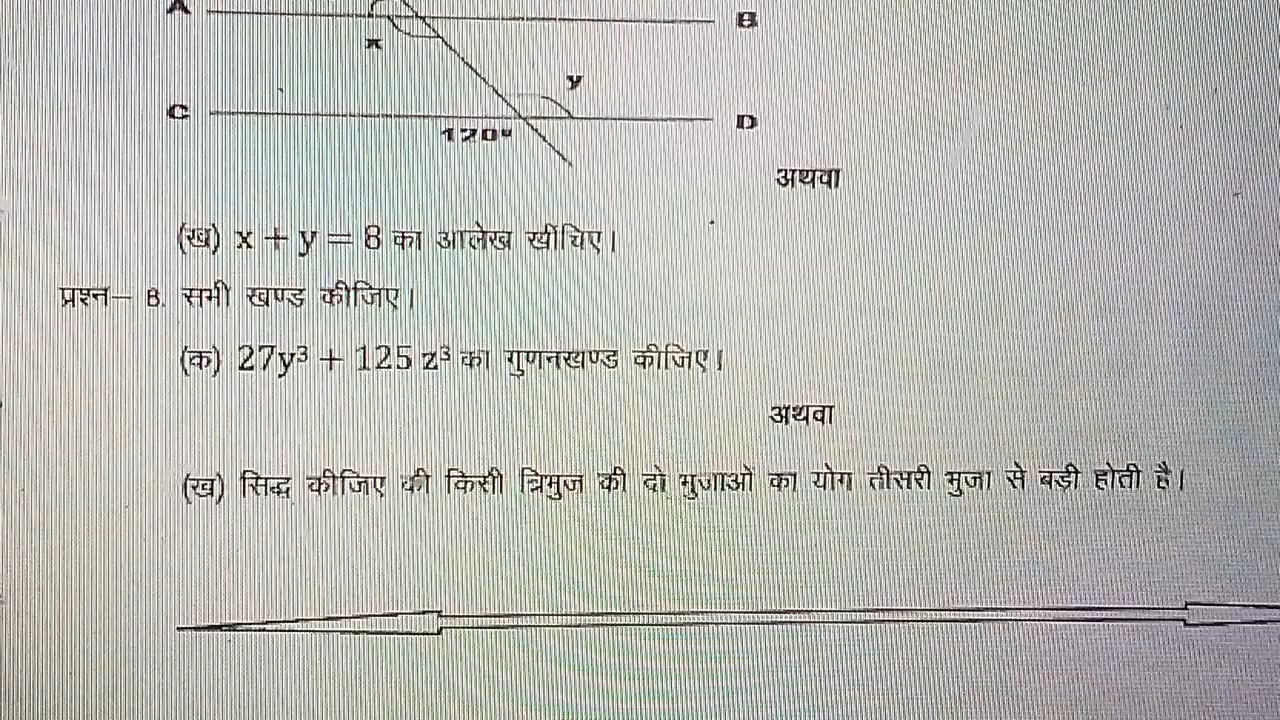 A
B
x
y
C
D
120°
अथवा
(ख) x + y = 8 का आलेख खींचिए।
प्रश्न– 8. सभी खण्ड कीजिए।
(क) 27y³ + 125 z³ का गुणनखण्ड कीजिए।
अथवा
(ख) सिद्ध कीजिए की किसी त्रिभुज की दो भुजाओ का योग तीसरी भुजा से बड़ी होती है।